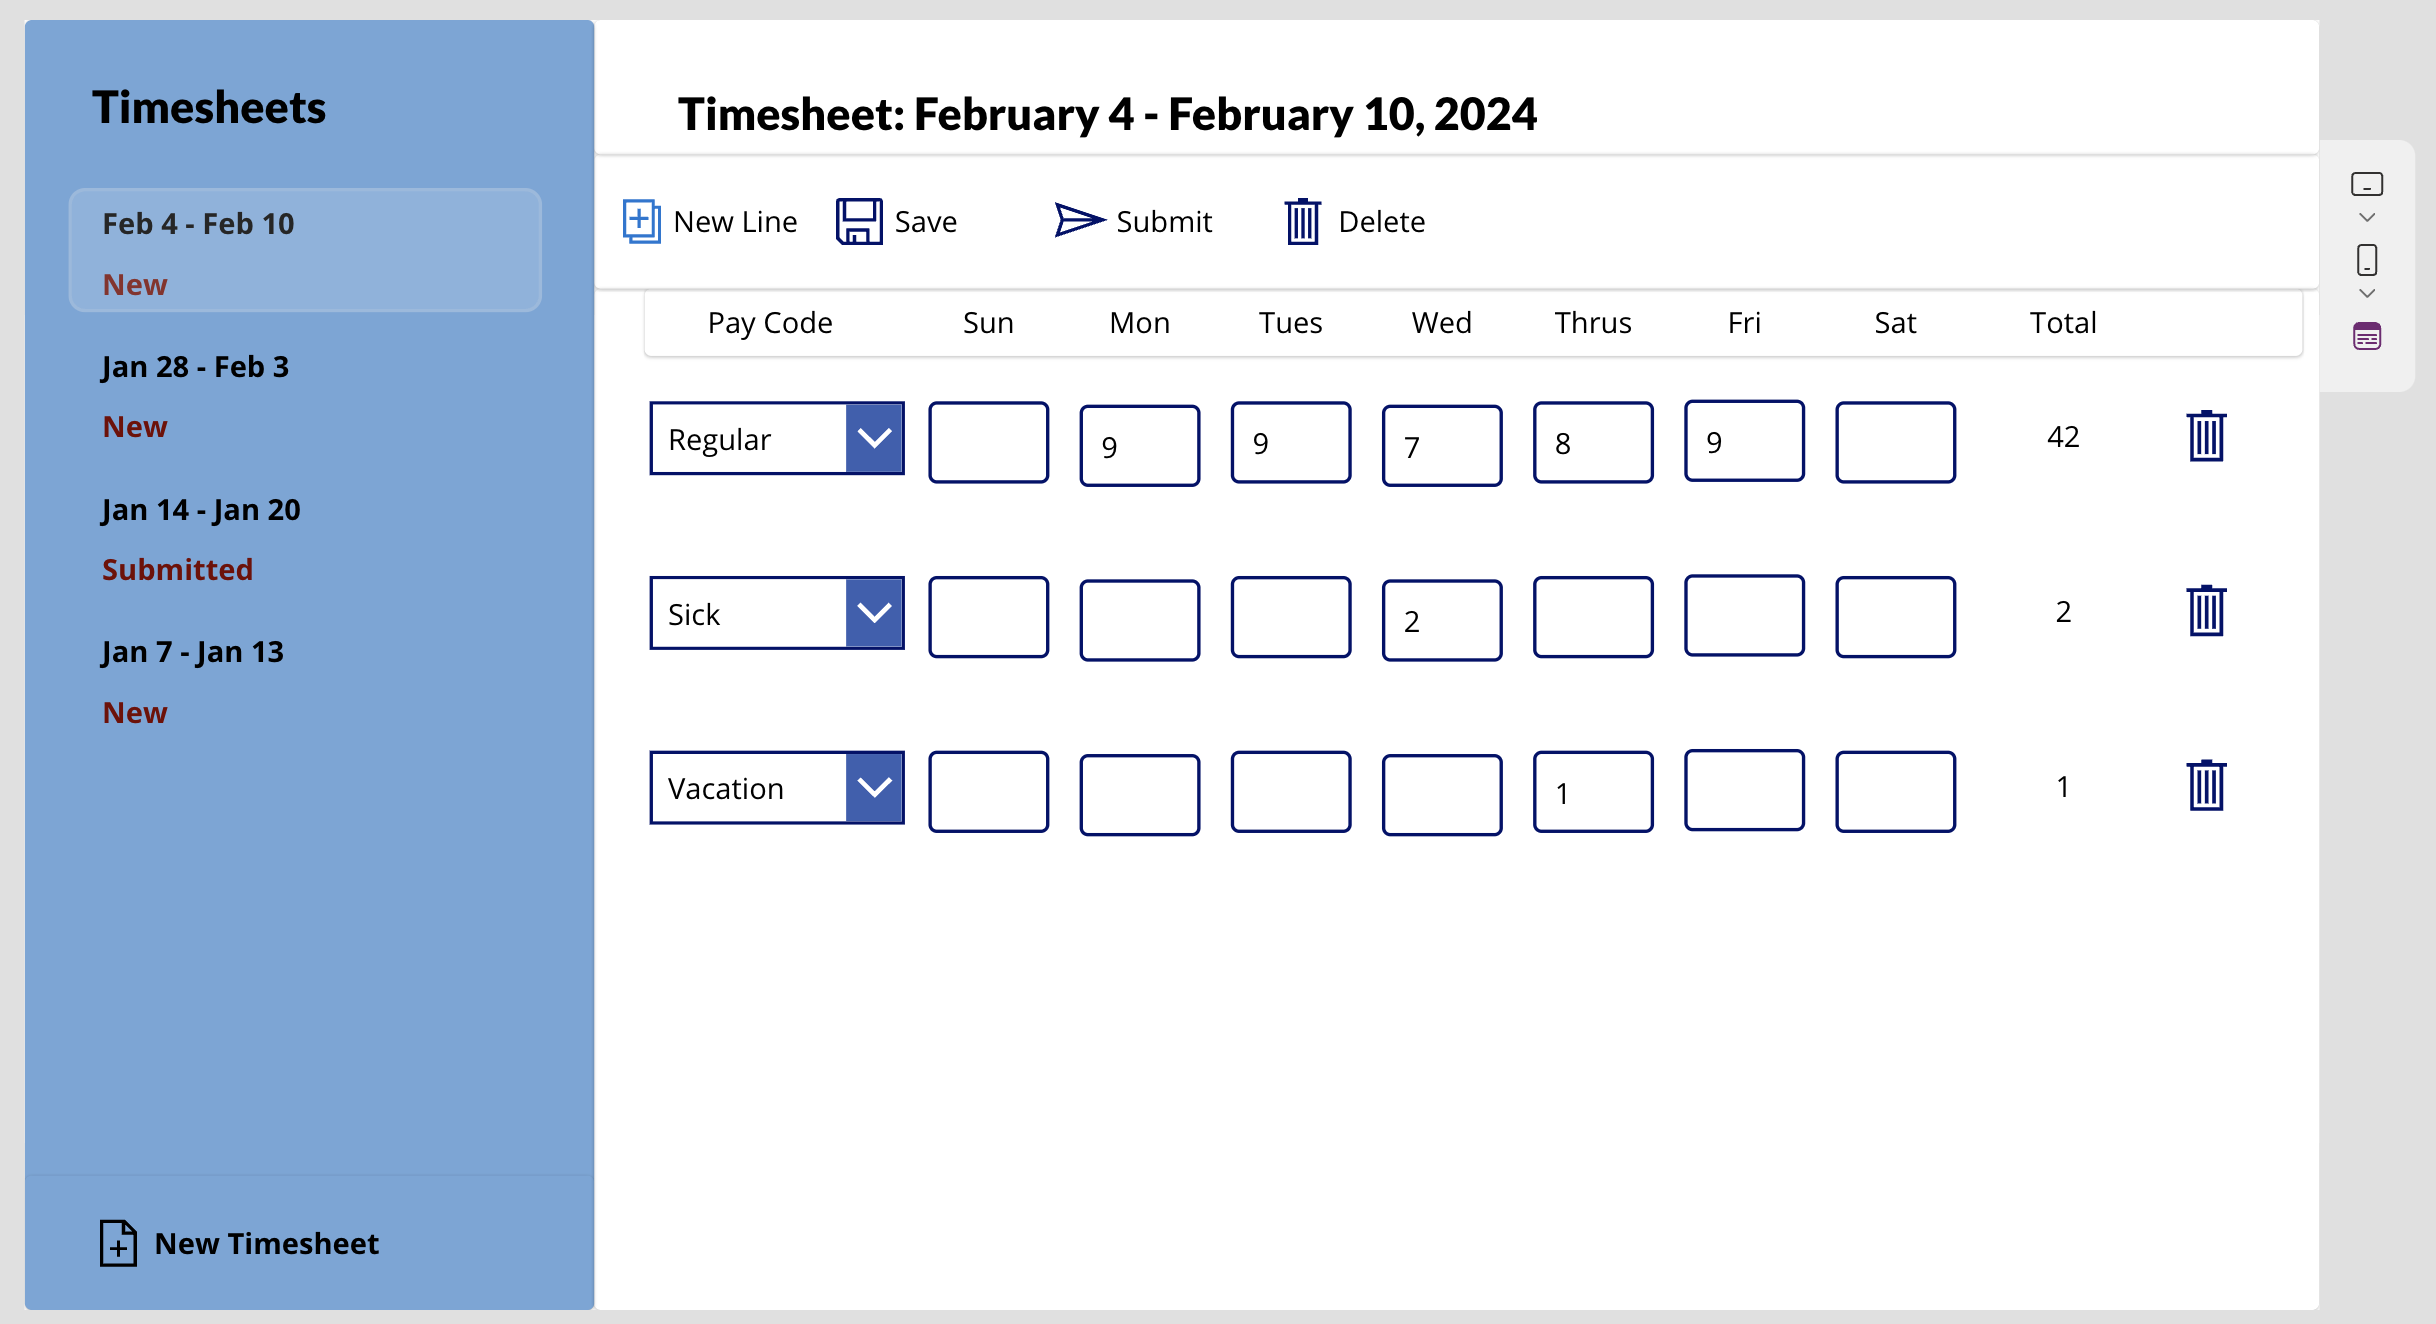 Timesheets
Feb 4 - Feb 10
New
Jan 28 - Feb 3
New
Jan 14 - Jan 20
Submitted
Jan 7 - Jan 13
New
New Timesheet
Timesheet: February 4 - February 10, 2024
New Line Save Submit Delete
Pay Code Sun Mon Tues Wed Thrus Fri Sat Total
Regular 9 9 7 8 9 42
Sick 2 2
Vacation 1 1